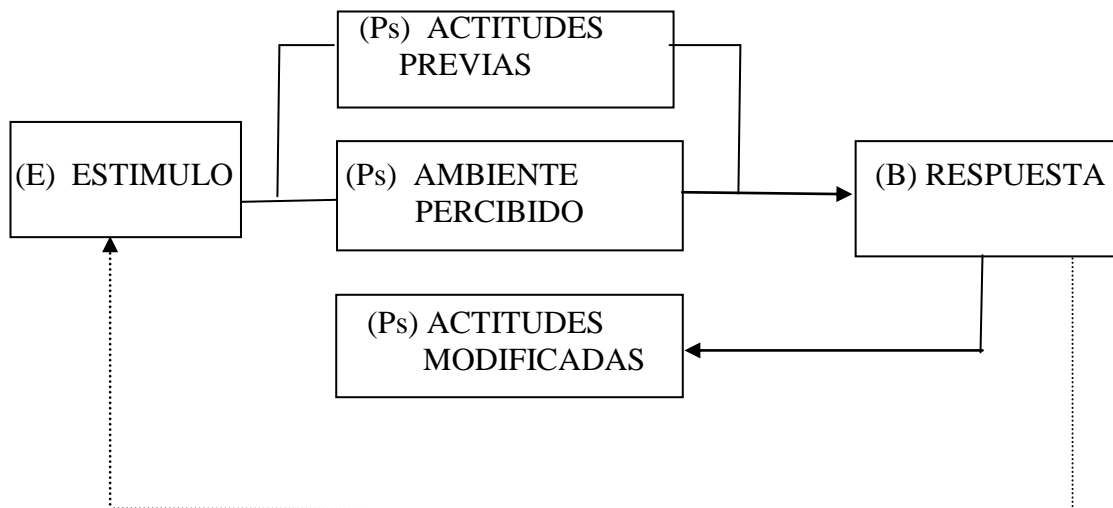 (Ps) ACTITUDES
PREVIAS
(E) ESTIMULO
(Ps) AMBIENTE
PERCIBIDO
(B) RESPUESTA
(Ps) ACTITUDES
MODIFICADAS